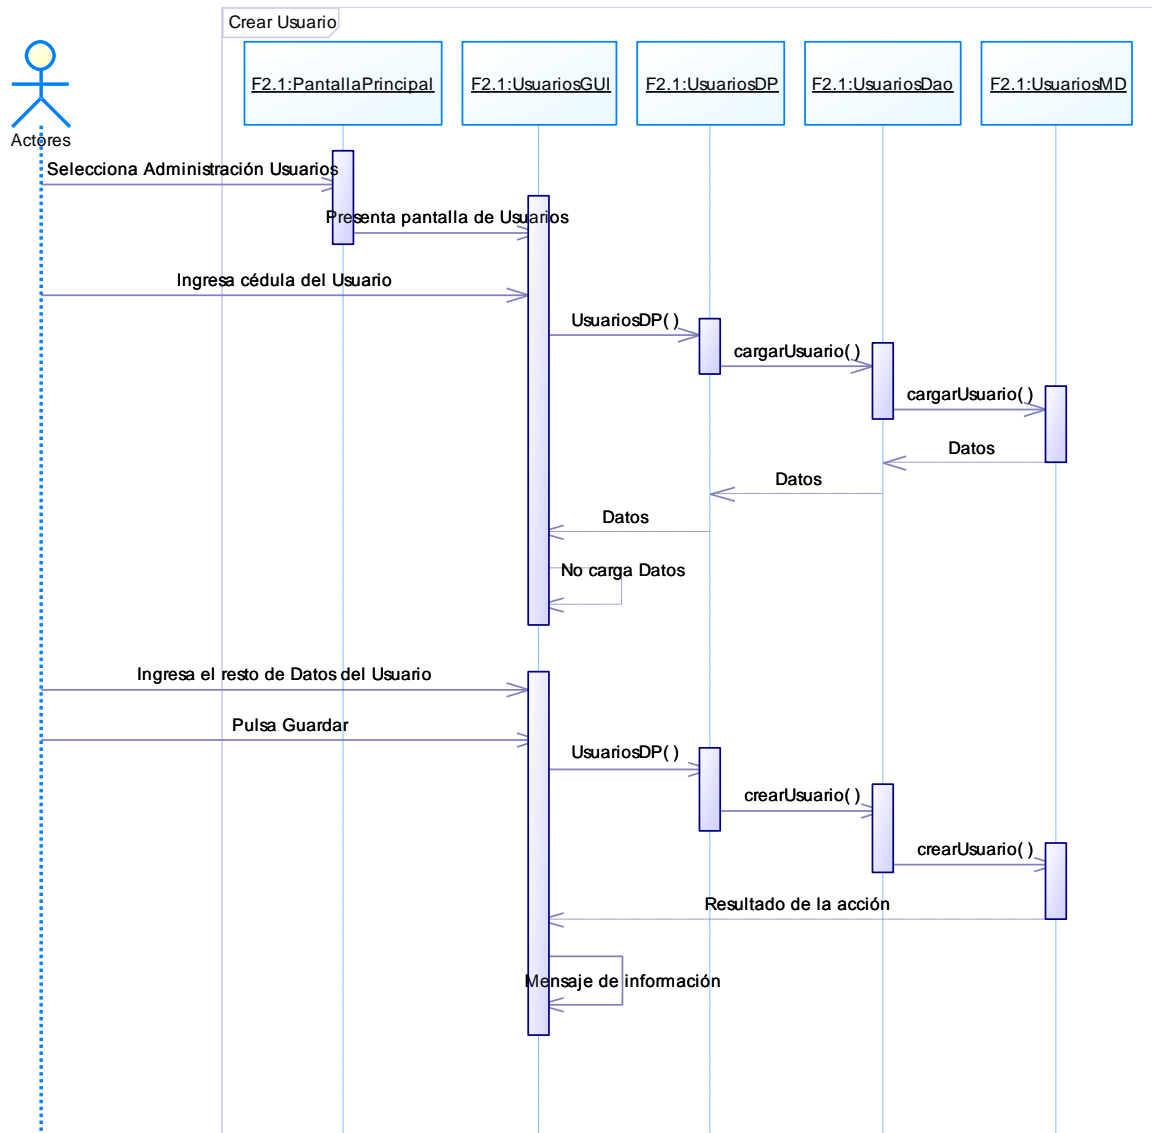 Crear Usuario
F2.1:PantallaPrincipal
F2.1:UsuariosGUI
F2.1:UsuariosDP
F2.1:UsuariosDao
F2.1:UsuariosMD
Actores
Selecciona Administración Usuarios
Presenta pantalla de Usuarios
Ingresa cédula del Usuario
UsuariosDP( )
cargarUsuario( )
cargarUsuario( )
Datos
Datos
Datos
No carga Datos
Ingresa el resto de Datos del Usuario
Pulsa Guardar
UsuariosDP( )
crearUsuario( )
crearUsuario( )
Resultado de la acción
Mensaje de información